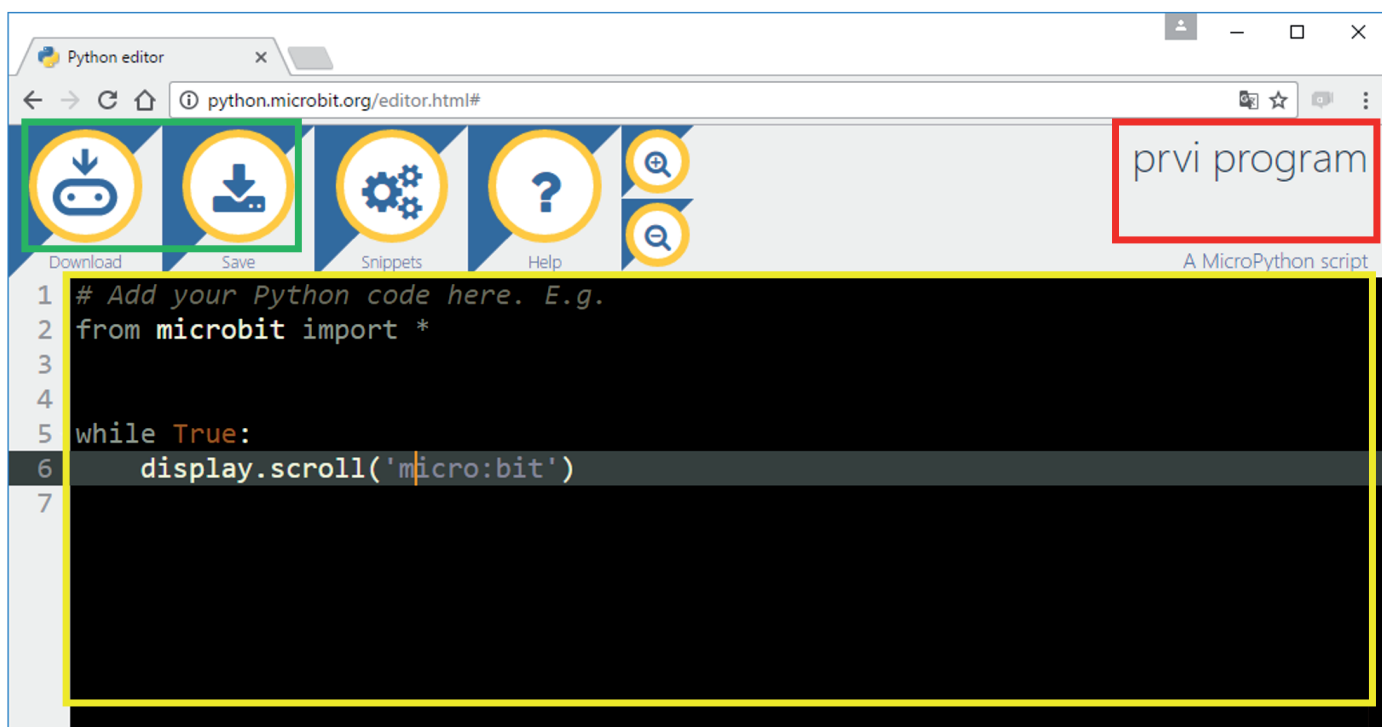 Python editor
python.microbit.org/editor.html#
prvi program
A MicroPython script
Download Save Snippets Help
1 # Add your Python code here. E.g.
2 from microbit import *
3
4
5 while True:
6     display.scroll('micro:bit')
7